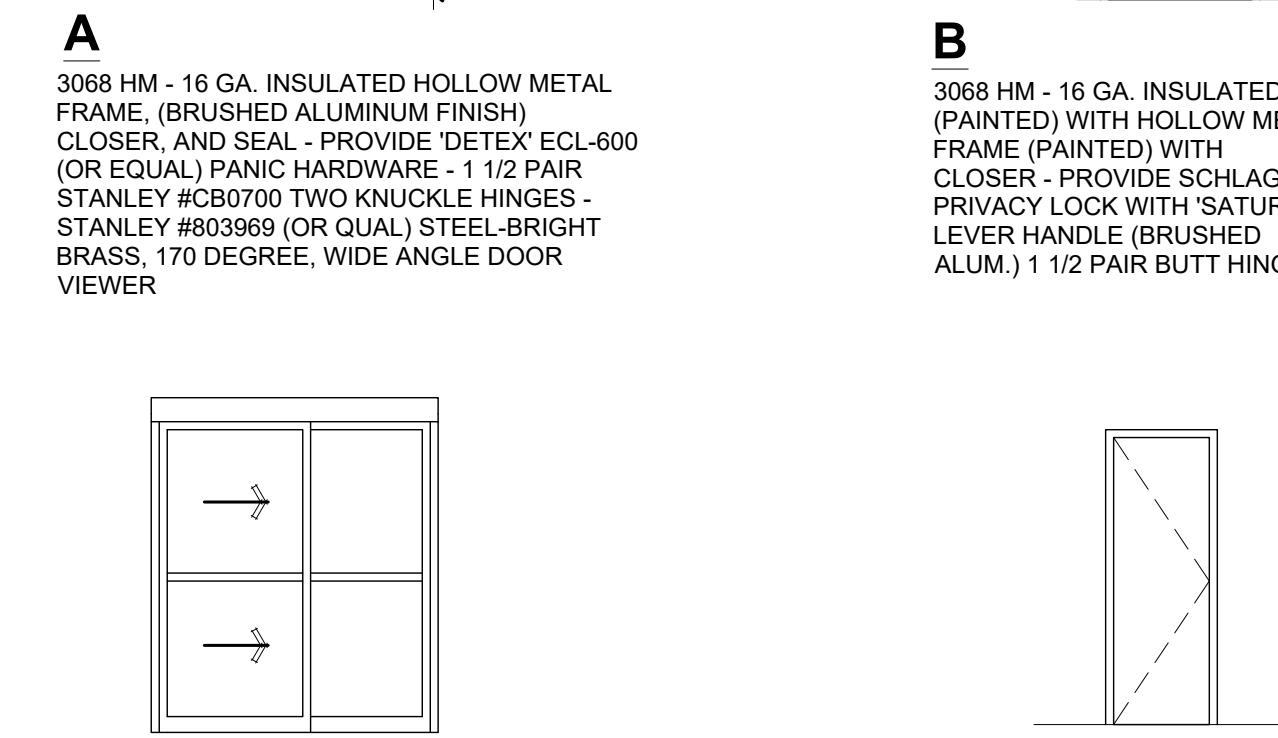 A
3068 HM - 16 GA. INSULATED HOLLOW METAL
FRAME, (BRUSHED ALUMINUM FINISH)
CLOSER, AND SEAL - PROVIDE 'DETEX' ECL-600
(OR EQUAL) PANIC HARDWARE - 1 1/2 PAIR
STANLEY #CB0700 TWO KNUCKLE HINGES -
STANLEY #803969 (OR QUAL) STEEL-BRIGHT
BRASS, 170 DEGREE, WIDE ANGLE DOOR
VIEWER
B
3068 HM - 16 GA. INSULATED
(PAINTED) WITH HOLLOW
FRAME (PAINTED) WITH
CLOSER - PROVIDE
PRIVACY LOCK WITH
LEVER HANDLE (BRUSHED
ALUM.) 1 1/2 PAIR BUTT